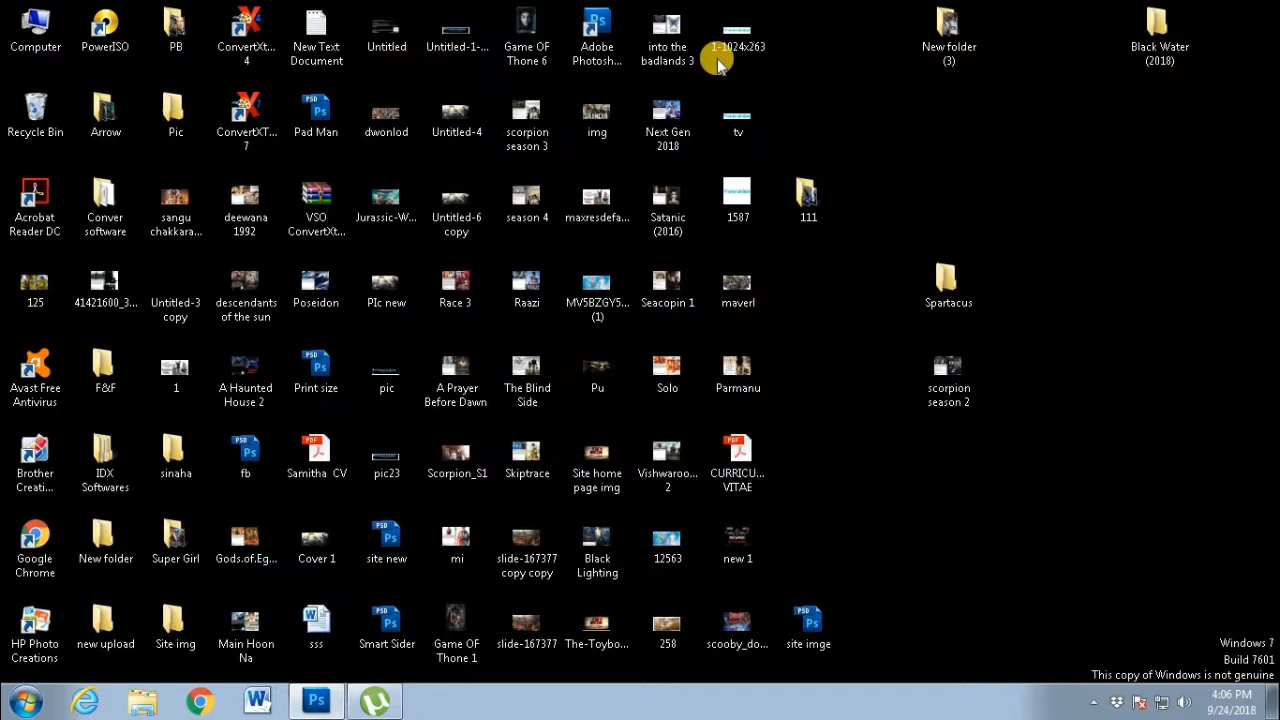 Computer
PowerISO
PB
ConvertXt...
4
New Text
Document
Untitled
Untitled-1-...
Game OF
Thone 6
Adobe
Photosh...
into the
badlands 3
1-1024x263
New folder
(3)
Black Water
(2018)
Recycle Bin
Arrow
Pic
ConvertXT...
7
Pad Man
dwonlod
Untitled-4
scorpion
season 3
img
Next Gen
2018
tv
Acrobat
Reader DC
Conver
software
sangu
chakkara...
deewana
1992
VSO
ConvertXt...
Jurassic-W...
Untitled-6
copy
season 4
maxresdefa...
Satanic
(2016)
1587
111
125
41421600_3...
Untitled-3
copy
descendants
of the sun
Poseidon
PIc new
Race 3
Raazi
MV5BZGY5...
(1)
Seacopin 1
maverl
Spartacus
Avast Free
Antivirus
F&F
1
A Haunted
House 2
Print size
pic
A Prayer
Before Dawn
The Blind
Side
Pu
Solo
Parmanu
scorpion
season 2
Brother
Creati...
IDX
Softwares
sinaha
fb
Samitha CV
pic23
Scorpion_S1
Skiptrace
Site home
page img
Vishwaroo...
2
CURRICU...
VITAE
Google
Chrome
New folder
Super Girl
Gods.of.Eg...
Cover 1
site new
mi
slide-167377
copy copy
Black
Lighting
12563
new 1
HP Photo
Creations
new upload
Site img
Main Hoon
Na
sss
Smart Sider
Game OF
Thone 1
slide-167377
The-Toybo...
258
scooby_do...
site imge
Windows 7
Build 7601
This copy of Windows is not genuine
4:06 PM
9/24/2018